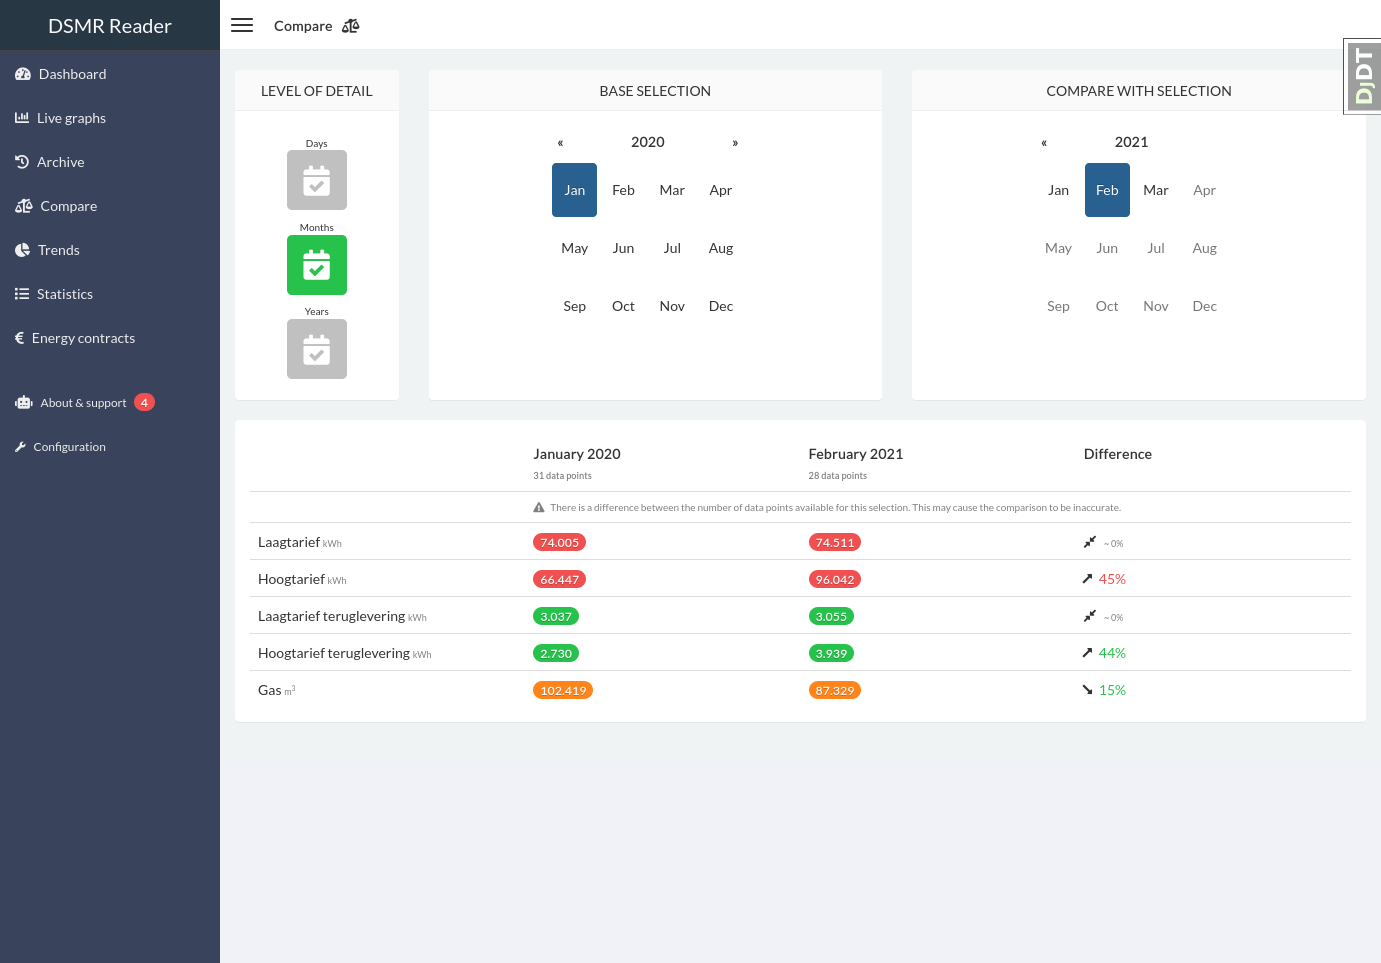 DSMR Reader
Compare
Dashboard
Live graphs
Archive
Compare
Trends
Statistics
Energy contracts
About & support 4
Configuration
DjDT
LEVEL OF DETAIL
Days
Months
Years
BASE SELECTION
« 2020 »
Jan Feb Mar Apr
May Jun Jul Aug
Sep Oct Nov Dec
COMPARE WITH SELECTION
« 2021
Jan Feb Mar Apr
May Jun Jul Aug
Sep Oct Nov Dec
January 2020 February 2021 Difference
31 data points 28 data points
There is a difference between the number of data points available for this selection. This may cause the comparison to be inaccurate.
Laagtarief kWh 74.005 74.511 ~ 0%
Hoogtarief kWh 66.447 96.042 45%
Laagtarief teruglevering kWh 3.037 3.055 ~ 0%
Hoogtarief teruglevering kWh 2.730 3.939 44%
Gas m³ 102.419 87.329 15%